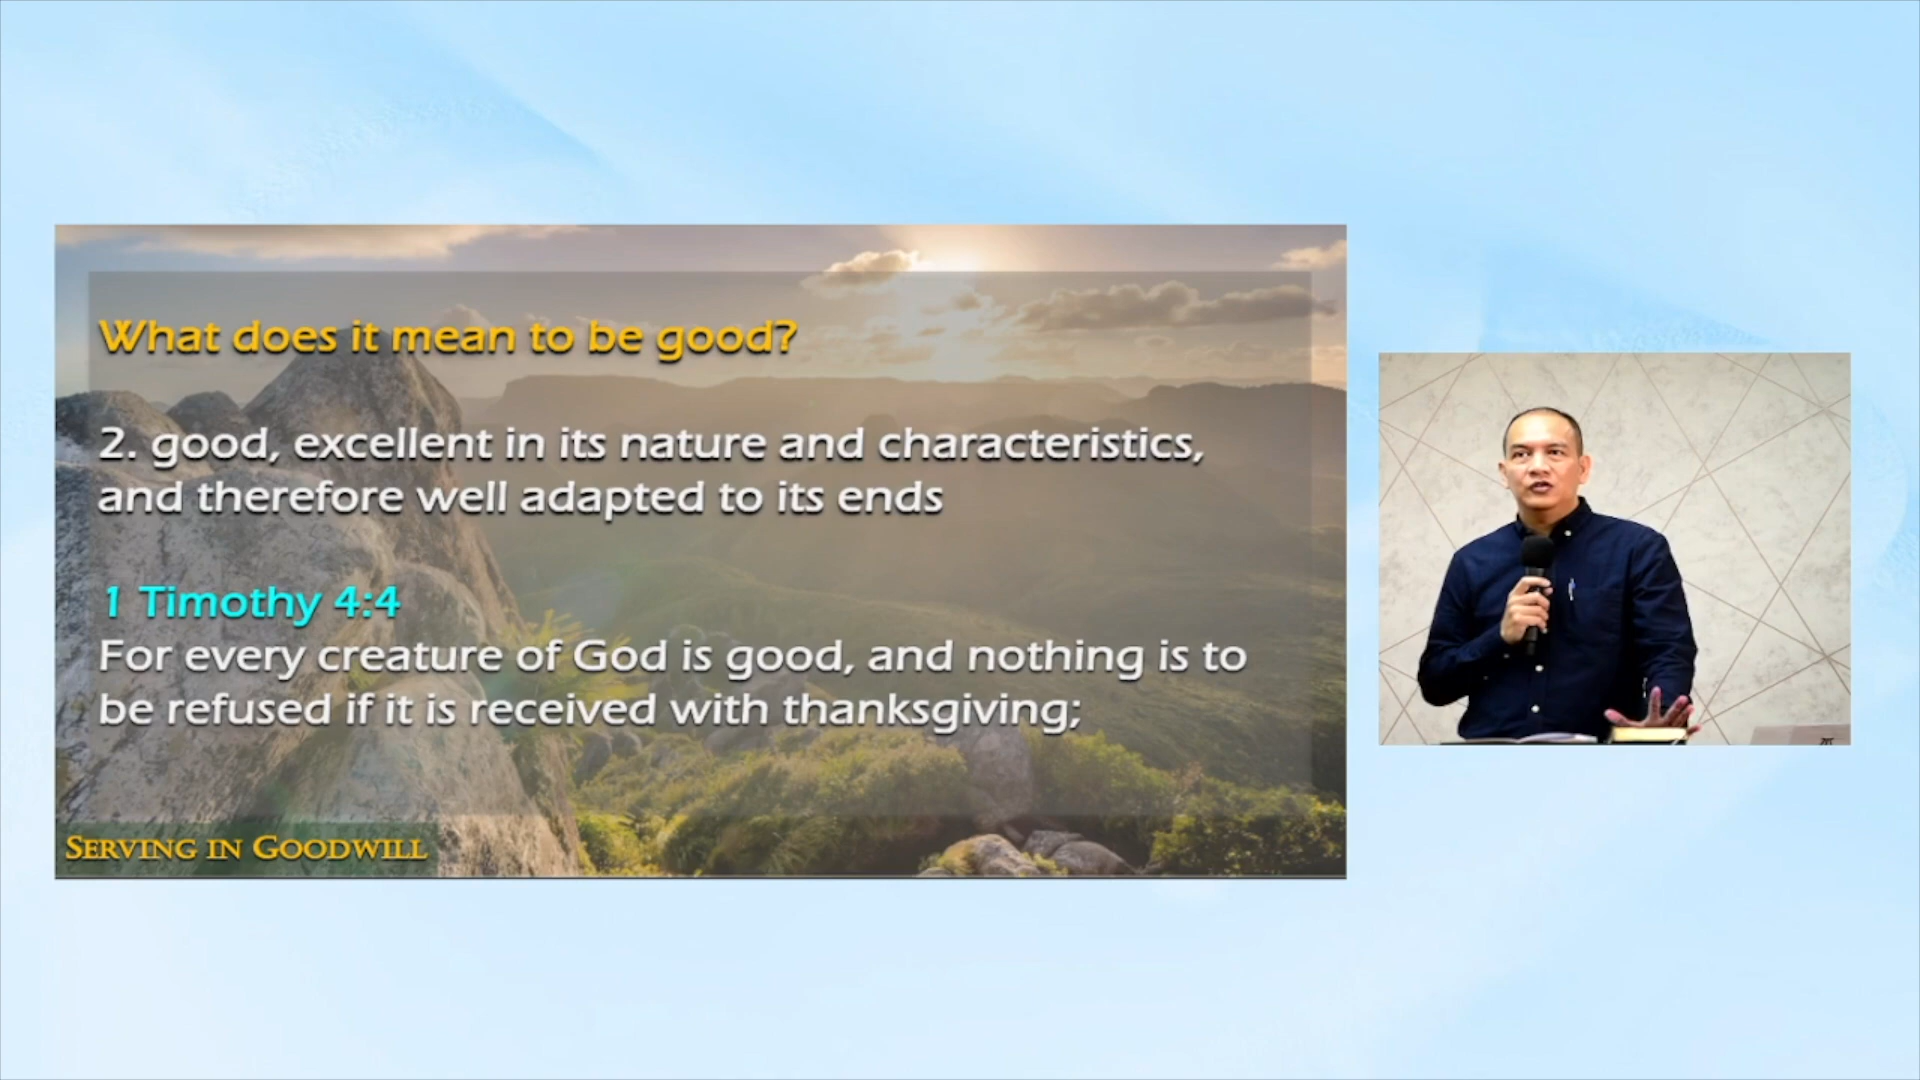 What does it mean to be good?
2. good, excellent in its nature and characteristics,
and therefore well adapted to its ends
1 Timothy 4:4
For every creature of God is good, and nothing is to
be refused if it is received with thanksgiving;
SERVING IN GOODWILL